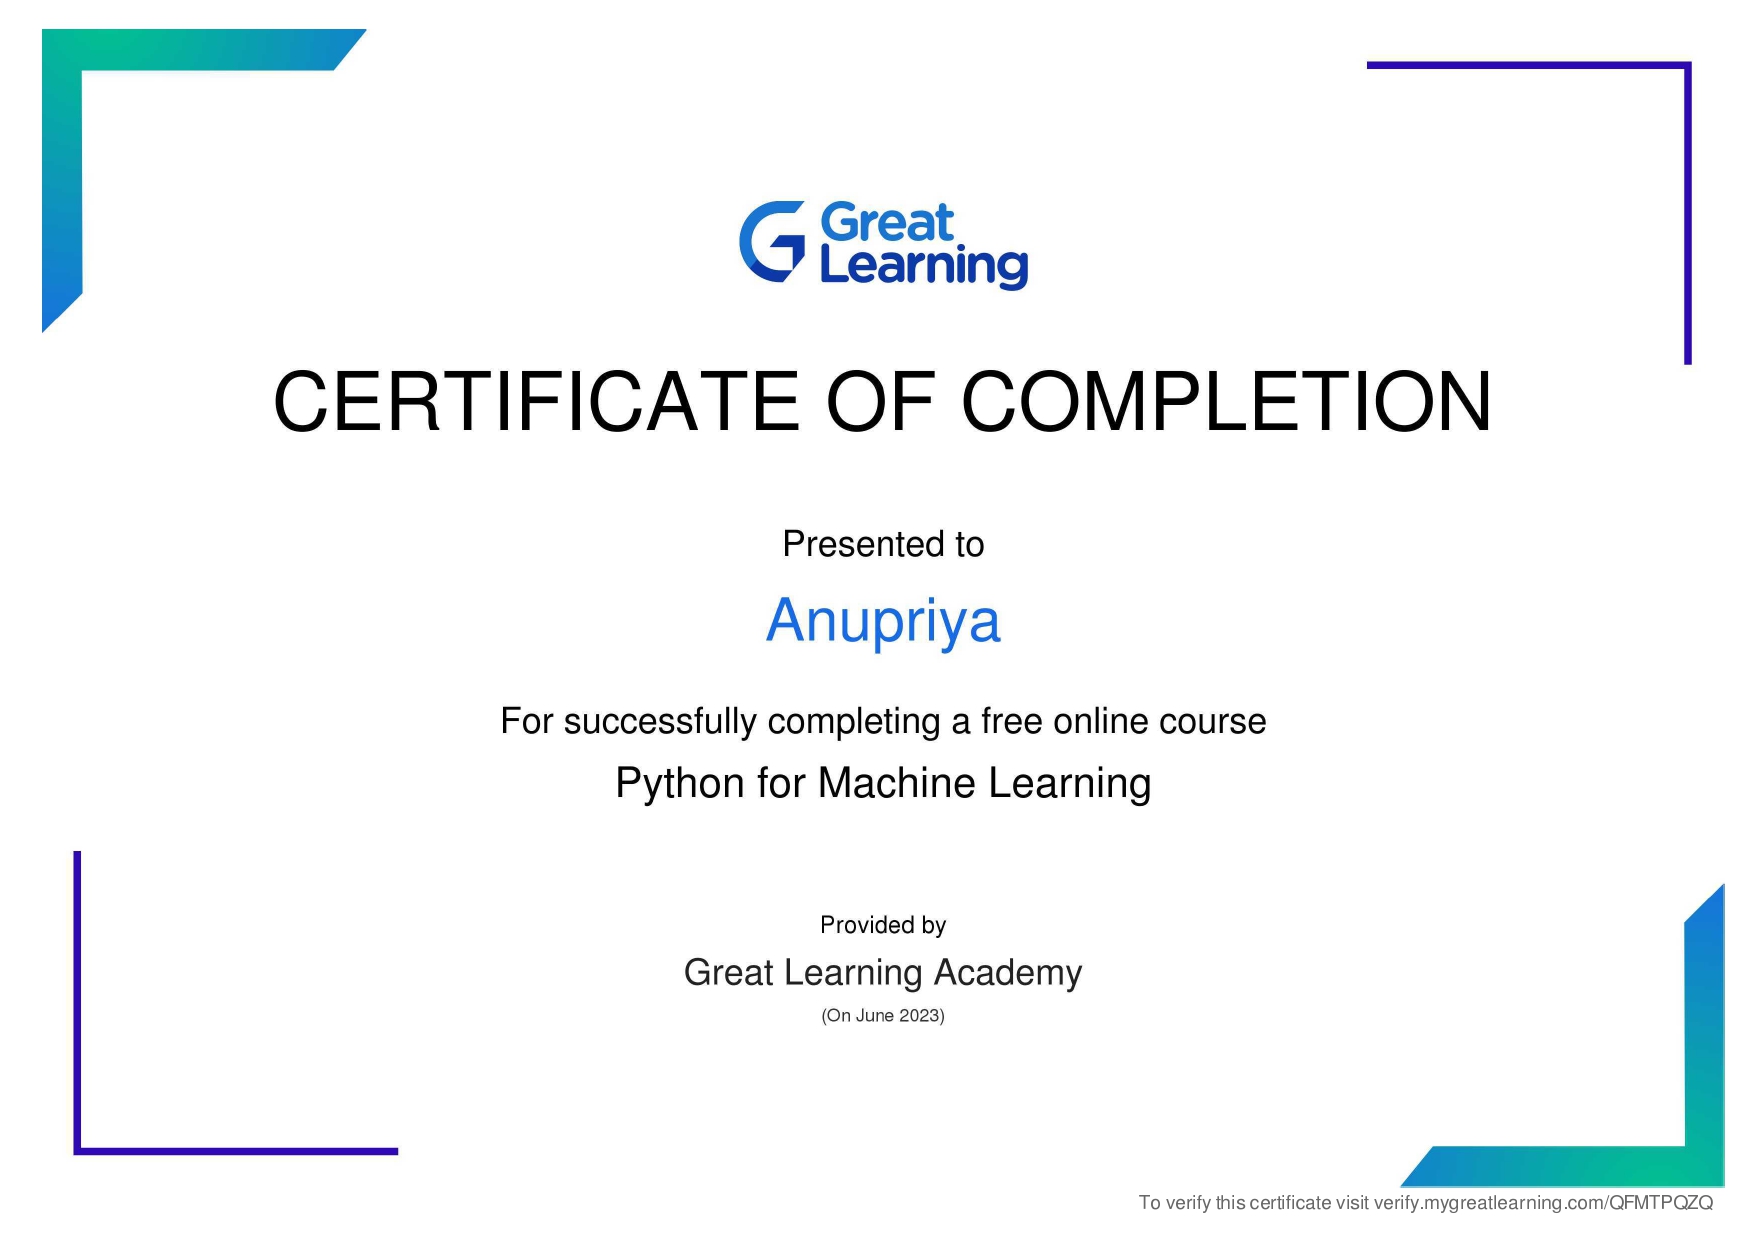 Great
Learning
CERTIFICATE OF COMPLETION
Presented to
Anupriya
For successfully completing a free online course
Python for Machine Learning
Provided by
Great Learning Academy
(On June 2023)
To verify this certificate visit verify.mygreatlearning.com/QFMTPQZQ